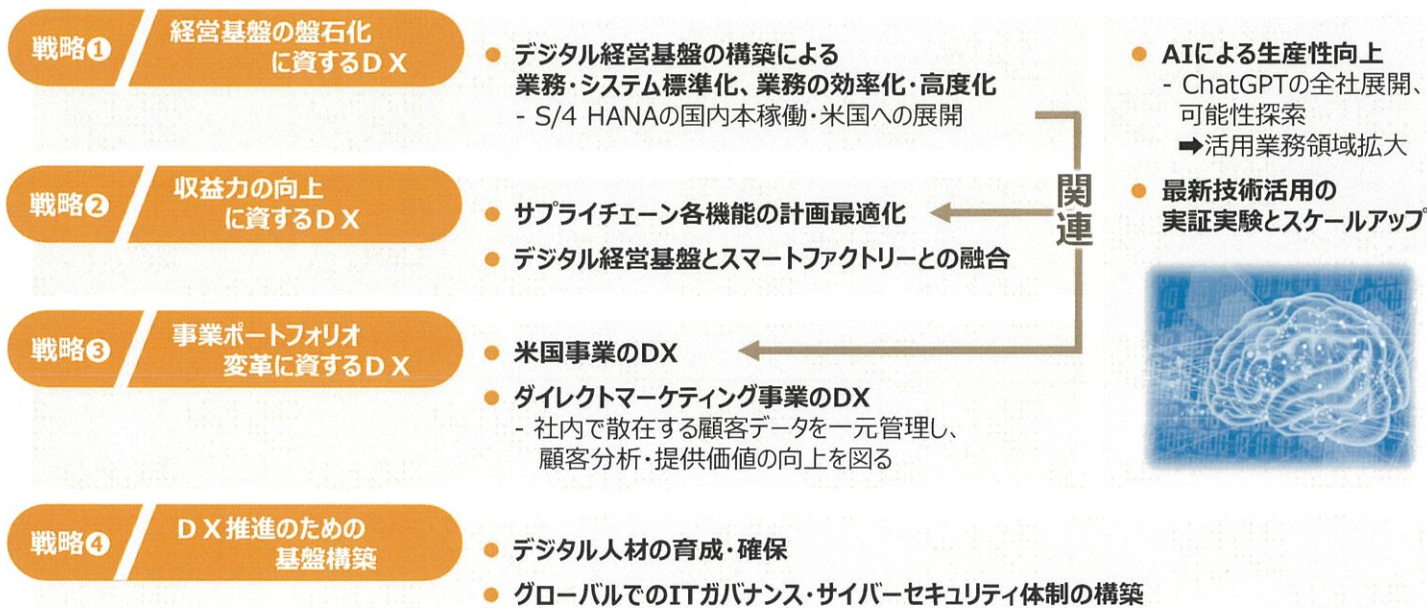 戦略❶
経営基盤の盤石化
に資するＤＸ
● デジタル経営基盤の構築による
業務・システム標準化、業務の効率化・高度化
- S/4 HANAの国内本稼働・米国への展開
戦略❷
収益力の向上
に資するＤＸ
● サプライチェーン各機能の計画最適化
● デジタル経営基盤とスマートファクトリーとの融合
関連
戦略❸
事業ポートフォリオ
変革に資するＤＸ
● 米国事業のDX
● ダイレクトマーケティング事業のDX
- 社内で散在する顧客データを一元管理し、
顧客分析・提供価値の向上を図る
戦略❹
ＤＸ推進のための
基盤構築
● デジタル人材の育成・確保
● グローバルでのITガバナンス・サイバーセキュリティ体制の構築
● AIによる生産性向上
- ChatGPTの全社展開、
可能性探索
➡活用業務領域拡大
● 最新技術活用の
実証実験とスケールアップ